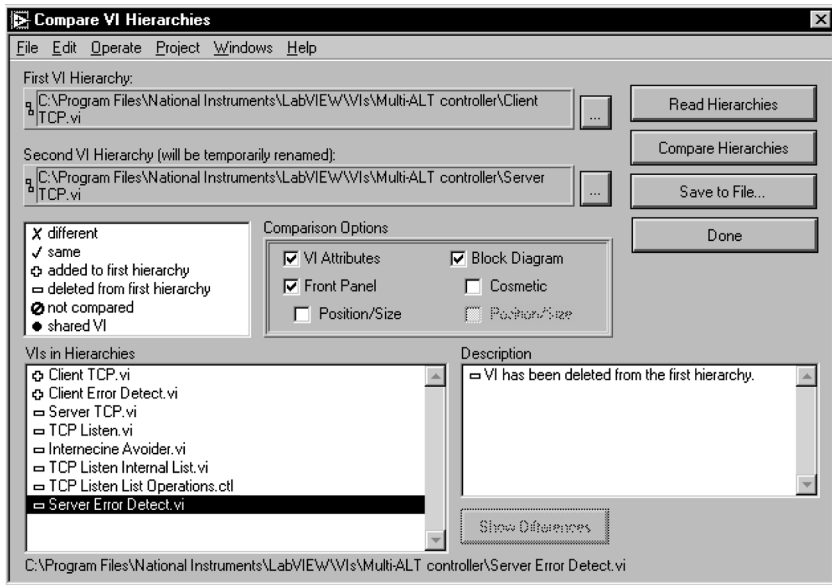 Compare VI Hierarchies
File Edit Operate Project Windows Help
First VI Hierarchy:
C:\Program Files\National Instruments\LabVIEW\VIs\Multi-ALT controller\Client
TCP.vi
...
Read Hierarchies
Compare Hierarchies
Second VI Hierarchy (will be temporarily renamed):
C:\Program Files\National Instruments\LabVIEW\VIs\Multi-ALT controller\Server
TCP.vi
...
Save to File...
Done
different
same
added to first hierarchy
deleted from first hierarchy
not compared
shared VI
Comparison Options
VI Attributes
Block Diagram
Front Panel
Cosmetic
Position/Size
Position/Size
VIs in Hierarchies
Client TCP.vi
Client Error Detect.vi
Server TCP.vi
TCP Listen.vi
Internecine Avoider.vi
TCP Listen Internal List.vi
TCP Listen List Operations.ctl
Server Error Detect.vi
Description
VI has been deleted from the first hierarchy.
Show Differences
C:\Program Files\National Instruments\LabVIEW\VIs\Multi-ALT controller\Server Error Detect.vi